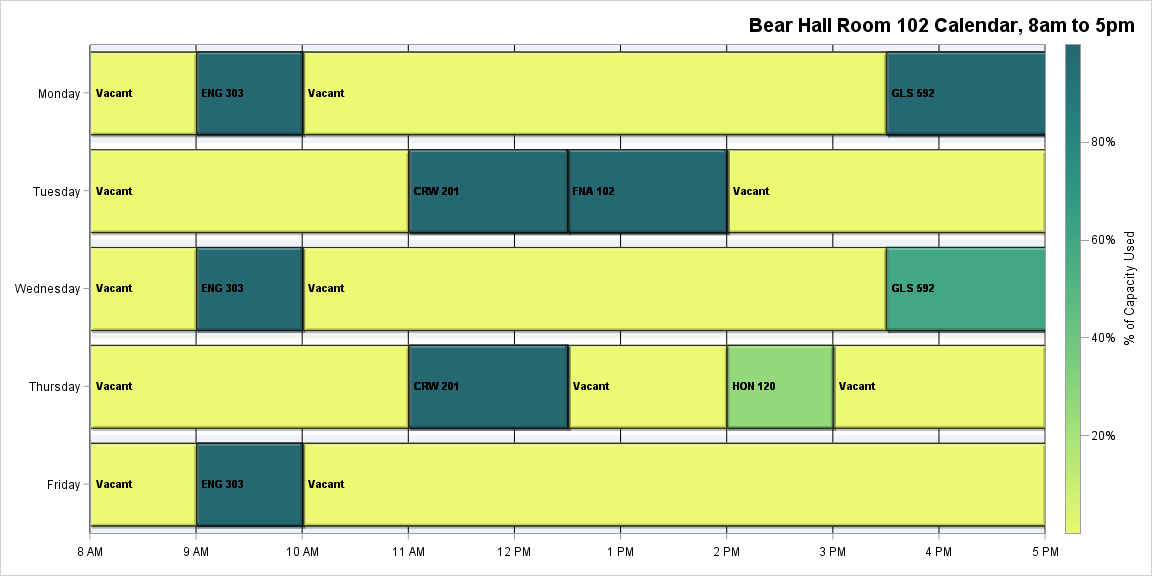 Bear Hall Room 102 Calendar, 8am to 5pm
Monday
Vacant
ENG 303
Vacant
GLS 592
Tuesday
Vacant
CRW 201
FNA 102
Vacant
Wednesday
Vacant
ENG 303
Vacant
GLS 592
Thursday
Vacant
CRW 201
Vacant
HON 120
Vacant
Friday
Vacant
ENG 303
Vacant
8 AM
9 AM
10 AM
11 AM
12 PM
1 PM
2 PM
3 PM
4 PM
5 PM
80%
60%
40%
20%
% of Capacity Used